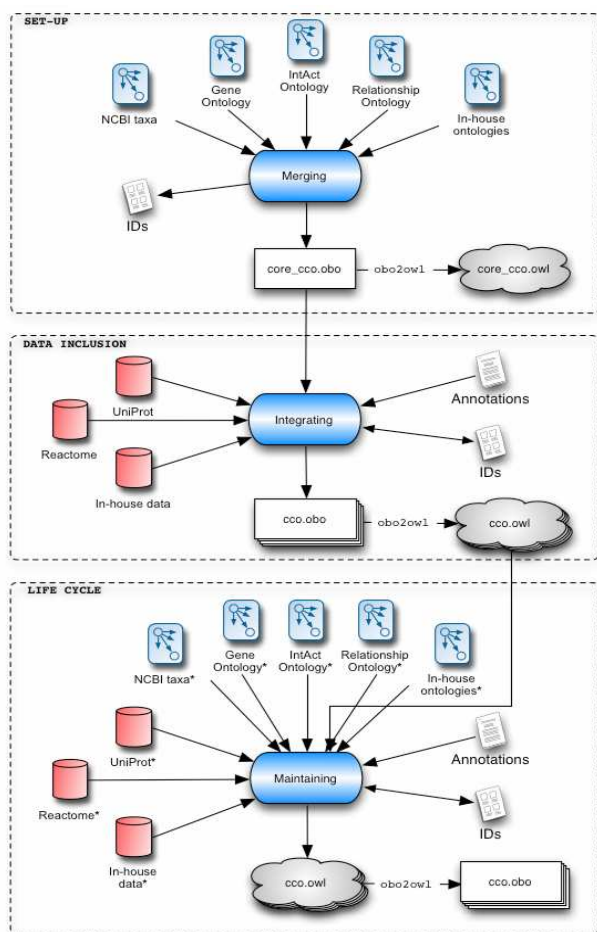 SET-UP
IntAct
Ontology
Gene
Ontology
Relationship
Ontology
NCBI taxa
In-house
ontologies
Merging
IDs
core_cco.obo
obo2owl
core_cco.owl
DATA INCLUSION
UniProt
Annotations
Reactome
Integrating
IDs
In-house data
cco.obo
obo2owl
cco.owl
LIFE CYCLE
Gene
Ontology*
IntAct
Ontology*
Relationship
Ontology*
NCBI taxa*
In-house
ontologies*
UniProt*
Annotations
Reactome*
Maintaining
IDs
In-house
data*
cco.owl
obo2owl
cco.obo